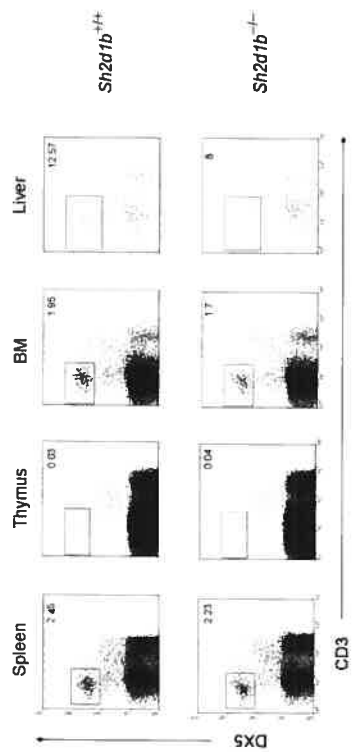 Spleen Thymus BM Liver
2.45 0.03 1.95 12.57
Sh2d1b+/+
2.23 0.04 1.7 8
Sh2d1b−/−
DX5
CD3